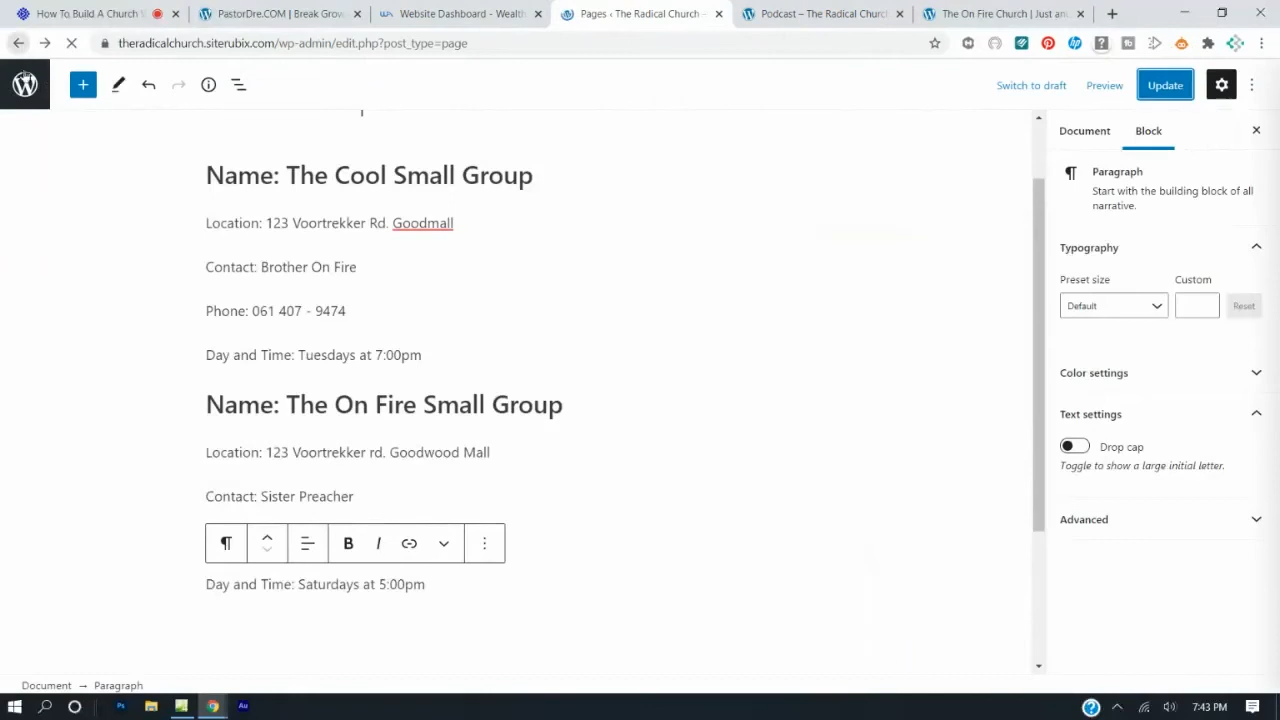 How To Build A Church
PastorDre.COM | Break Grov
Website Dashboard - Wealth
Pages ‹ The Radical Church –
Podcast – The Radical Church
The On Fire Church | Just an
theradicalchurch.siterubix.com/wp-admin/edit.php?post_type=page
Switch to draft
Preview
Update
Document
Block
Name: The Cool Small Group
Location: 123 Voortrekker Rd. Goodmall
Contact: Brother On Fire
Phone: 061 407 - 9474
Day and Time: Tuesdays at 7:00pm
Name: The On Fire Small Group
Location: 123 Voortrekker rd. Goodwood Mall
Contact: Sister Preacher
B I
Day and Time: Saturdays at 5:00pm
Paragraph
Start with the building block of all
narrative.
Typography
Preset size
Custom
Default
Reset
Color settings
Text settings
Drop cap
Toggle to show a large initial letter.
Advanced
Document → Paragraph
Ps
Au
7:43 PM